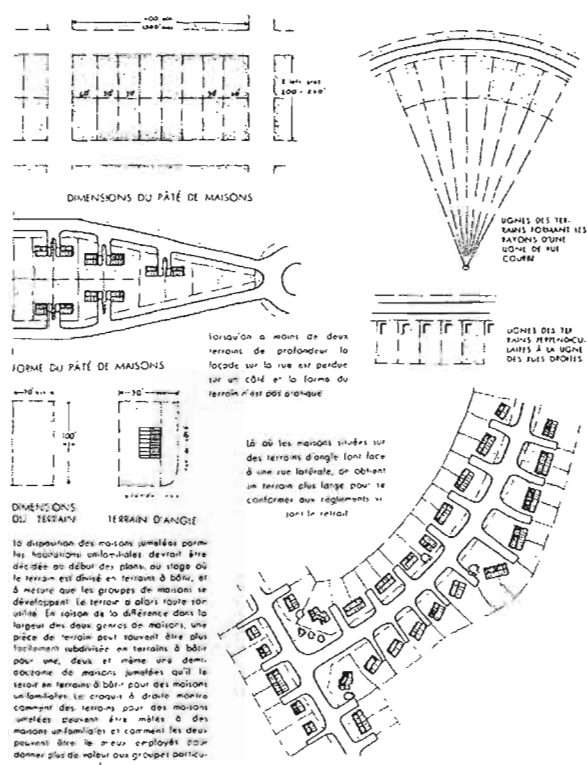 DIMENSIONS DU PÂTÉ DE MAISONS
LIGNES DES TER-
RAINS FORMANT LES
RAYONS D'UNE
LIGNE DE RUE
COURBE
FORME DU PÂTÉ DE MAISONS
lorsqu'on a moins de deux
terrains de profondeur la
façade sur la rue est perdue
sur un côté et la forme du
terrain n'est pas pratique
LIGNES DES TER
RAINS PERPENDICU-
LAIRES À LA LIGNE
DES RUES DROITES
70'
100'
DIMENSIONS
DU TERRAIN
TERRAIN D'ANGLE
Là où les maisons situées sur
des terrains d'angle font face
à une rue latérale, on obtient
un terrain plus large pour se
conformer aux règlements vi
sant le retrait
La disposition des maisons jumelées parmi
les habitations unifamiliales devrait être
décidée au début des plans, au stage où
le terrain est divisé en terrains à bâtir, et
à mesure que les groupes de maisons se
développent. Le terrain a alors toute son
utilité. En raison de la différence dans la
largeur des deux genres de maisons, une
pièce de terrain peut souvent être plus
facilement subdivisée en terrains à bâtir
pour une, deux et même une demi-
douzaine de maisons jumelées qu'il le
serait en terrains à bâtir pour des maisons
unifamiliales. Le croquis à droite montre
comment des terrains pour des maisons
jumelées peuvent être mêlés à des
maisons unifamiliales et comment les deux
peuvent être le mieux employés pour
donner plus de valeur aux groupes particu-